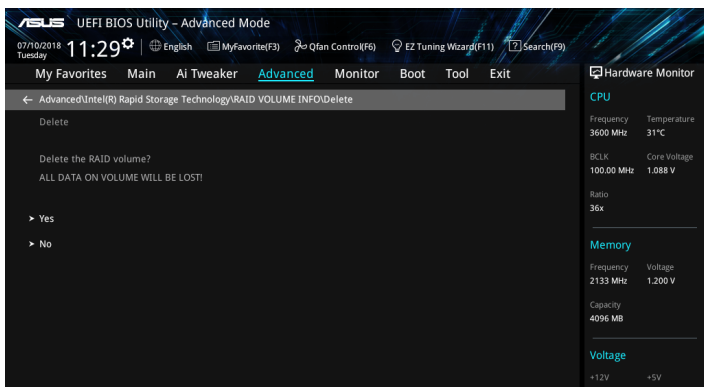 ASUS UEFI BIOS Utility – Advanced Mode
07/10/2018 Tuesday 11:29 English MyFavorite(F3) Qfan Control(F6) EZ Tuning Wizard(F11) Search(F9)
My Favorites Main Ai Tweaker Advanced Monitor Boot Tool Exit
Advanced\Intel(R) Rapid Storage Technology\RAID VOLUME INFO\Delete
Delete
Delete the RAID volume?
ALL DATA ON VOLUME WILL BE LOST!
Yes
No
Hardware Monitor
CPU
Frequency Temperature
3600 MHz 31°C
BCLK Core Voltage
100.00 MHz 1.088 V
Ratio
36x
Memory
Frequency Voltage
2133 MHz 1.200 V
Capacity
4096 MB
Voltage
+12V +5V